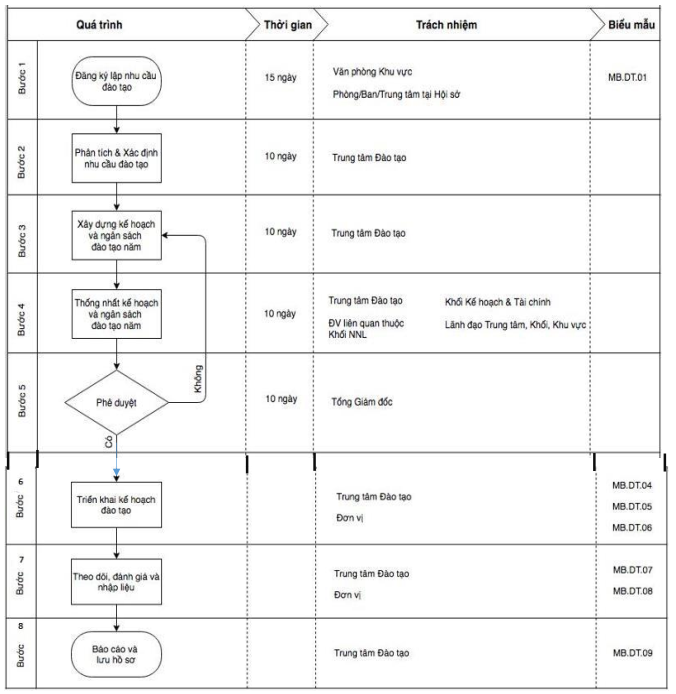 Quá trình Thời gian Trách nhiệm Biểu mẫu
Bước 1
Đăng ký lập nhu cầu
đào tạo
15 ngày
Văn phòng Khu vực
Phòng/Ban/Trung tâm tại Hội sở
MB.DT.01
Bước 2
Phân tích & Xác định
nhu cầu đào tạo
10 ngày
Trung tâm Đào tạo
Bước 3
Xây dựng kế hoạch
và ngân sách
đào tạo năm
10 ngày
Trung tâm Đào tạo
Bước 4
Thống nhất kế hoạch
và ngân sách
đào tạo năm
10 ngày
Trung tâm Đào tạo Khối Kế hoạch & Tài chính
ĐV liên quan thuộc
Khối NNL
Lãnh đạo Trung tâm, Khối, Khu vực
Bước 5
Phê duyệt
Không
Có
10 ngày
Tổng Giám đốc
Bước 6
Triển khai kế hoạch
đào tạo
Trung tâm Đào tạo
Đơn vị
MB.DT.04
MB.DT.05
MB.DT.06
Bước 7
Theo dõi, đánh giá và
nhập liệu
Trung tâm Đào tạo
Đơn vị
MB.DT.07
MB.DT.08
Bước 8
Báo cáo và
lưu hồ sơ
Trung tâm Đào tạo
MB.DT.09